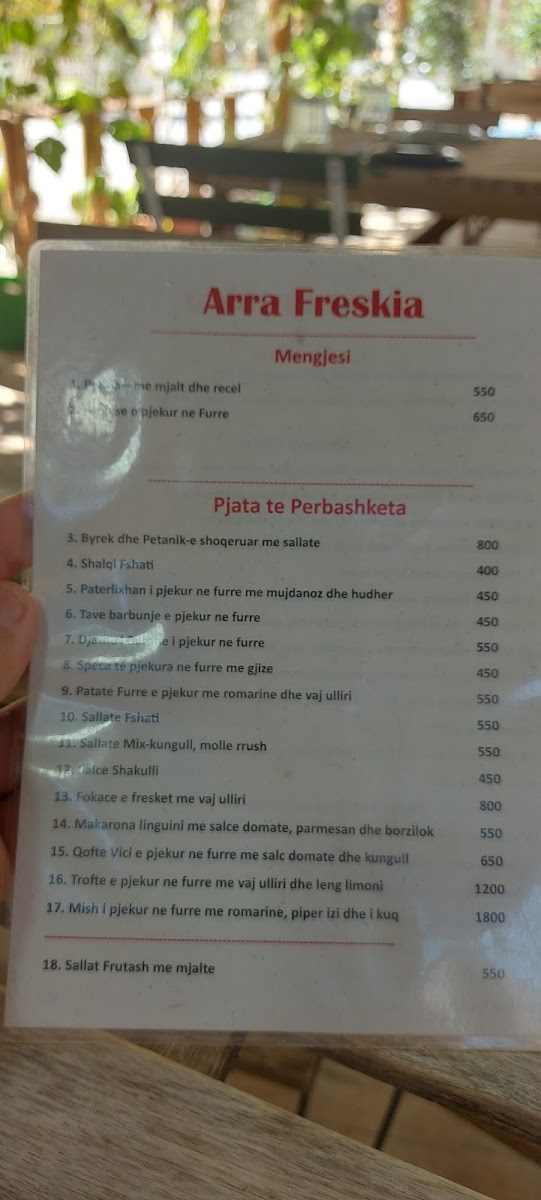 Arra Freskia
Mengjesi
1. me mjalt dhe recel 550
2. e pjekur ne Furre 650
Pjata te Perbashketa
3. Byrek dhe Petanik-e shoqeruar me sallate 800
4. Shalqi Fshati 400
5. Paterlixhan i pjekur ne furre me mujdanoz dhe hudher 450
6. Tave barbunje e pjekur ne furre 450
7. i pjekur ne furre 550
8. Speca te pjekura ne furre me gjize 450
9. Patate Furre e pjekur me romarine dhe vaj ulliri 550
10. Sallate Fshati 550
11. Sallate Mix-kungull, molle rrush 550
12. Salce Shakulli 450
13. Fokace e fresket me vaj ulliri 800
14. Makarona linguini me salce domate, parmesan dhe borzilok 550
15. Qofte Vici e pjekur ne furre me salc domate dhe kungull 650
16. Trofte e pjekur ne furre me vaj ulliri dhe leng limoni 1200
17. Mish i pjekur ne furre me romarine, piper izi dhe i kuq 1800
18. Sallat Frutash me mjalte 550